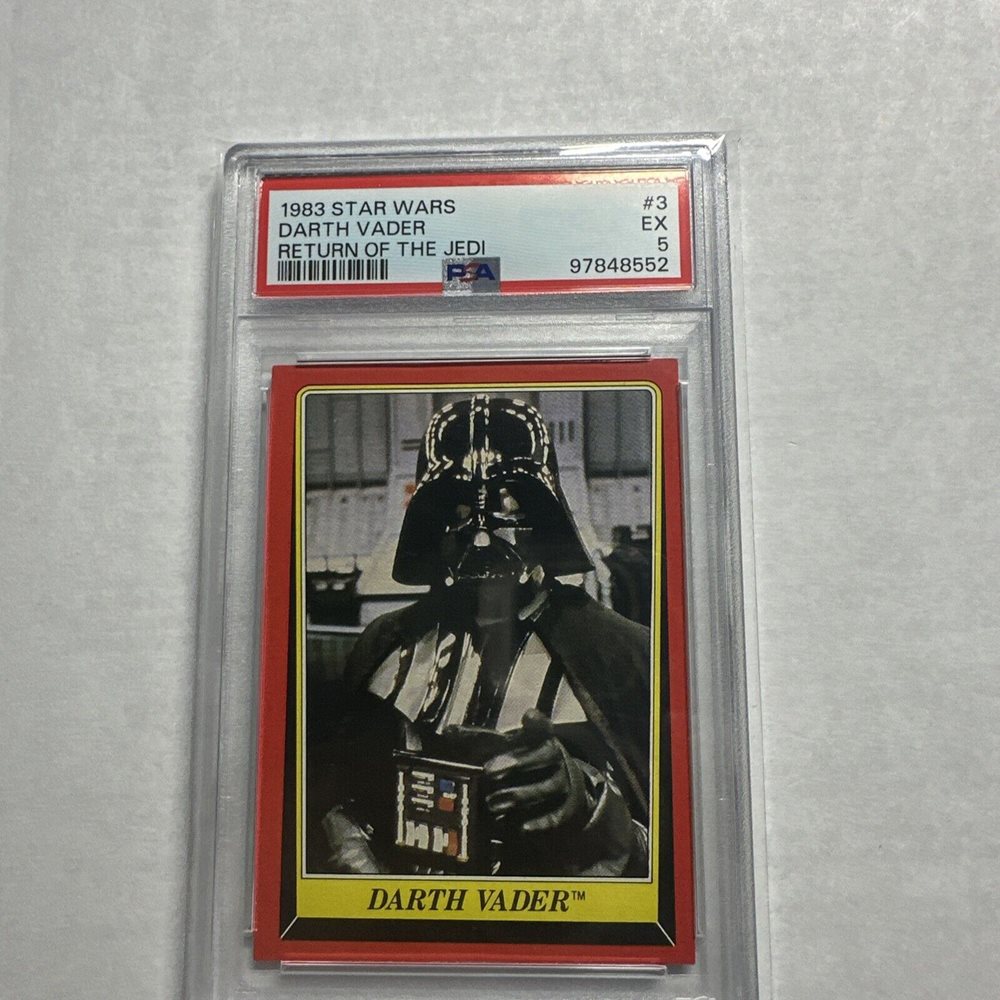 1983 STAR WARS #3
DARTH VADER EX
RETURN OF THE JEDI 5
PSA 97848552
DARTH VADER™